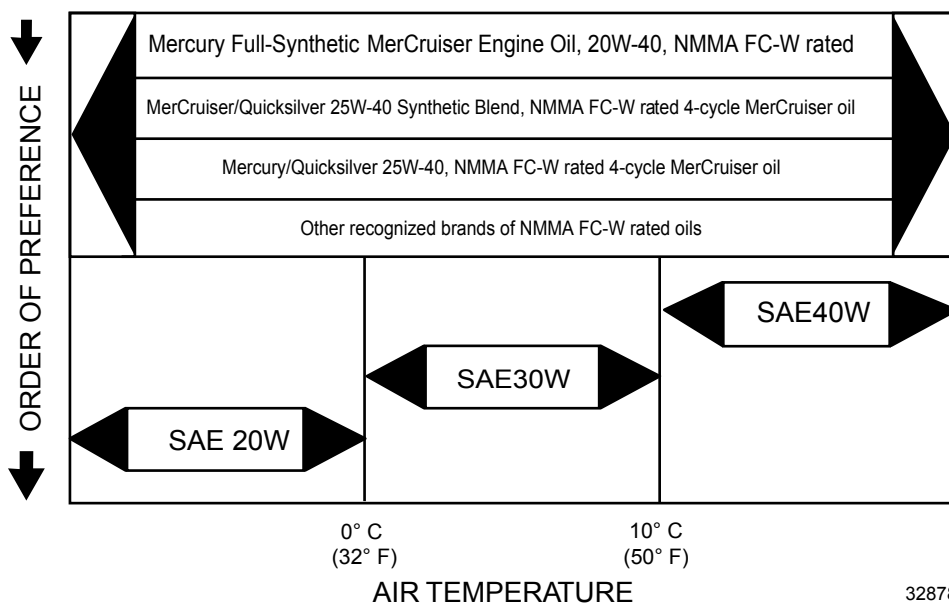 ORDER OF PREFERENCE
Mercury Full-Synthetic MerCruiser Engine Oil, 20W-40, NMMA FC-W rated
MerCruiser/Quicksilver 25W-40 Synthetic Blend, NMMA FC-W rated 4-cycle MerCruiser oil
Mercury/Quicksilver 25W-40, NMMA FC-W rated 4-cycle MerCruiser oil
Other recognized brands of NMMA FC-W rated oils
SAE40W
SAE30W
SAE 20W
0° C
(32° F)
10° C
(50° F)
AIR TEMPERATURE